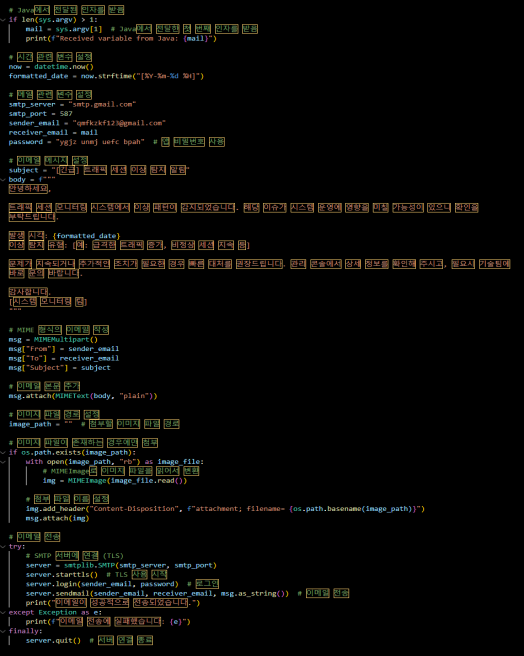 # Java에서 전달한 인자를 받음
if len(sys.argv) > 1:
    mail = sys.argv[1]  # Java에서 전달한 첫 번째 인자를 받음
    print(f"Received variable from Java: {mail}")

# 시간 관련 변수 설정
now = datetime.now()
formatted_date = now.strftime("[%Y-%m-%d %H]")

# 메일 관련 변수 설정
smtp_server = "smtp.gmail.com"
smtp_port = 587
sender_email = "qmfkzkf123@gmail.com"
receiver_email = mail
password = "ygjz unmj uefc bpah"  # 앱 비밀번호 사용

# 이메일 메시지 설정
subject = "[긴급] 트래픽 세션 이상 탐지 알림"
body = f"""
안녕하세요,

트래픽 세션 모니터링 시스템에서 이상 패턴이 감지되었습니다. 해당 이슈가 시스템 운영에 영향을 미칠 가능성이 있으니 확인을
부탁드립니다.

발생 시각: {formatted_date}
이상 탐지 유형: [예: 급격한 트래픽 증가, 비정상 세션 지속 등]

문제가 지속되거나 추가적인 조치가 필요한 경우 빠른 대처를 권장드립니다. 관리 콘솔에서 상세 정보를 확인해 주시고, 필요시 기술팀에
바로 문의 바랍니다.

감사합니다.
[시스템 모니터링 팀]
"""

# MIME 형식의 이메일 작성
msg = MIMEMultipart()
msg["From"] = sender_email
msg["To"] = receiver_email
msg["Subject"] = subject

# 이메일 본문 추가
msg.attach(MIMEText(body, "plain"))

# 이미지 파일 경로 설정
image_path = ""  # 첨부할 이미지 파일 경로

# 이미지 파일이 존재하는 경우에만 첨부
if os.path.exists(image_path):
    with open(image_path, "rb") as image_file:
        # MIMEImage로 이미지 파일을 읽어서 변환
        img = MIMEImage(image_file.read())

    # 첨부 파일 이름 설정
    img.add_header("Content-Disposition", f"attachment; filename= {os.path.basename(image_path)}")
    msg.attach(img)

# 이메일 전송
try:
    # SMTP 서버에 연결 (TLS)
    server = smtplib.SMTP(smtp_server, smtp_port)
    server.starttls()  # TLS 사용 시작
    server.login(sender_email, password)  # 로그인
    server.sendmail(sender_email, receiver_email, msg.as_string())  # 이메일 전송
    print("이메일이 성공적으로 전송되었습니다.")
except Exception as e:
    print(f"이메일 전송에 실패했습니다: {e}")
finally:
    server.quit()  # 서버 연결 종료